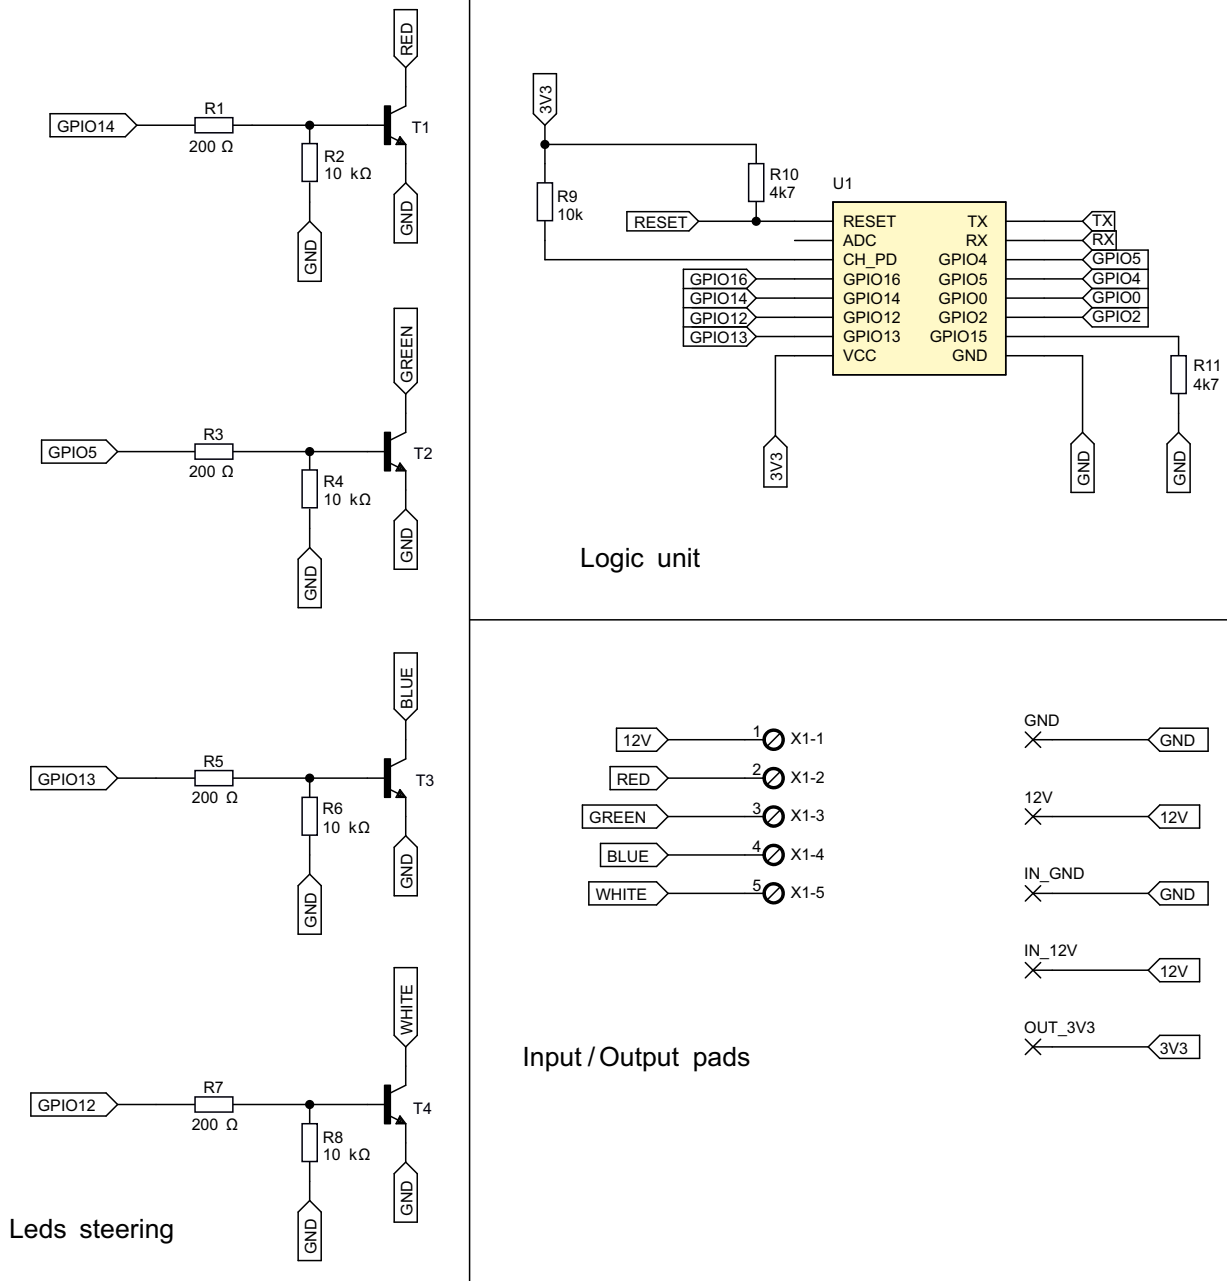 RED
GPIO14
R1
200 Ω
T1
R2
10 kΩ
GND
GND
GREEN
GPIO5
R3
200 Ω
T2
R4
10 kΩ
GND
GND
BLUE
GPIO13
R5
200 Ω
T3
R6
10 kΩ
GND
GND
WHITE
GPIO12
R7
200 Ω
T4
R8
10 kΩ
GND
GND
Leds steering
3V3
R9
10k
R10
4k7
U1
RESET
RESET TX
TX
ADC RX
RX
CH_PD GPIO4
GPIO5
GPIO16
GPIO16 GPIO5
GPIO4
GPIO14
GPIO14 GPIO0
GPIO0
GPIO12
GPIO12 GPIO2
GPIO2
GPIO13
GPIO13 GPIO15
VCC GND
R11
4k7
3V3
GND
GND
Logic unit
12V 1 X1-1
RED 2 X1-2
GREEN 3 X1-3
BLUE 4 X1-4
WHITE 5 X1-5
GND
GND
12V
12V
IN_GND
GND
IN_12V
12V
OUT_3V3
3V3
Input/Output pads